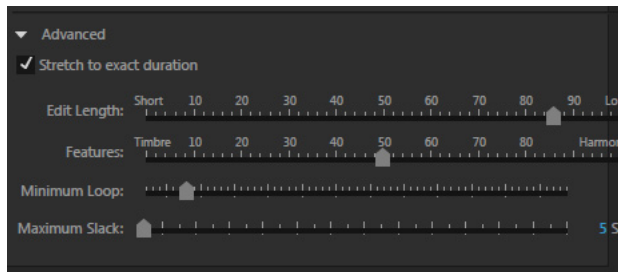 Advanced
Stretch to exact duration
Edit Length: Short 10 20 30 40 50 60 70 80 90 Lo
Features: Timbre 10 20 30 40 50 60 70 80 Harmo
Minimum Loop:
Maximum Slack: 5 S